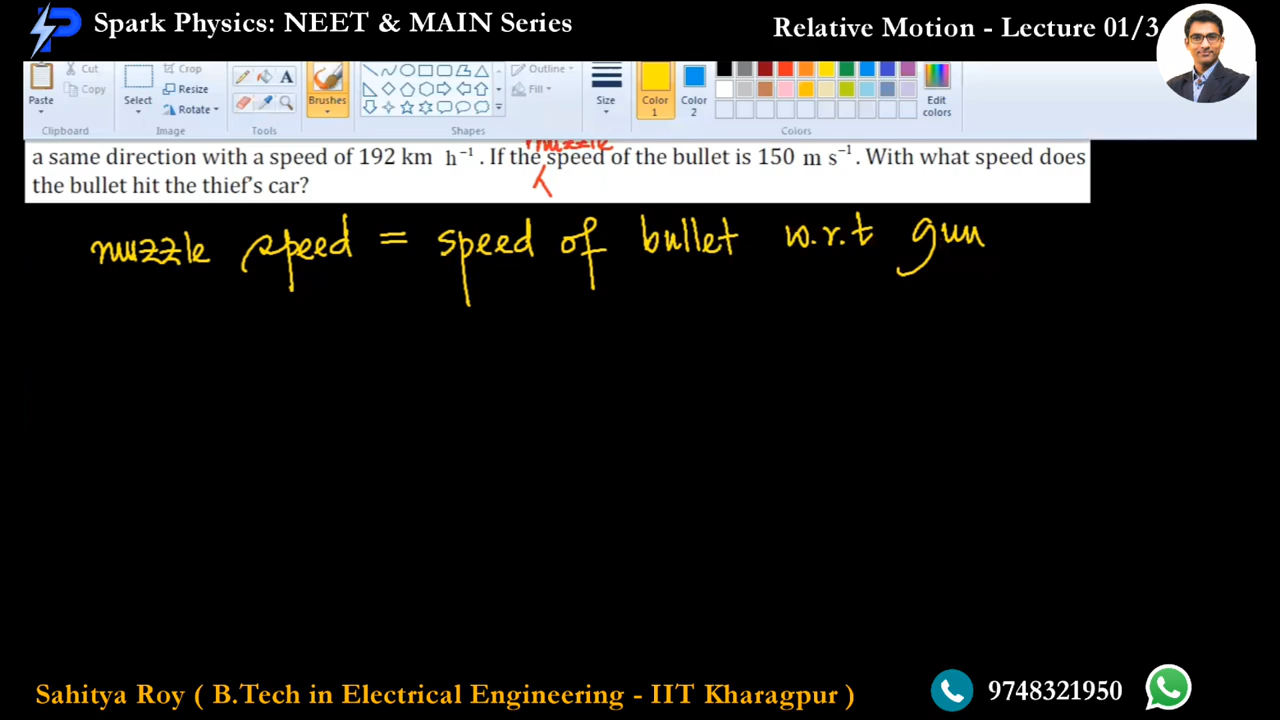 Spark Physics: NEET & MAIN Series
Relative Motion - Lecture 01/3
Cut
Crop
Outline
Paste
Copy
Select
Resize
Brushes
Fill
Size
Color 1
Color 2
Edit colors
Rotate
Clipboard
Image
Tools
Shapes
Colors
muzzle
a same direction with a speed of 192 km h⁻¹. If the speed of the bullet is 150 m s⁻¹. With what speed does
the bullet hit the thief's car?
muzzle speed = speed of bullet w.r.t gun
Sahitya Roy ( B.Tech in Electrical Engineering - IIT Kharagpur )
9748321950